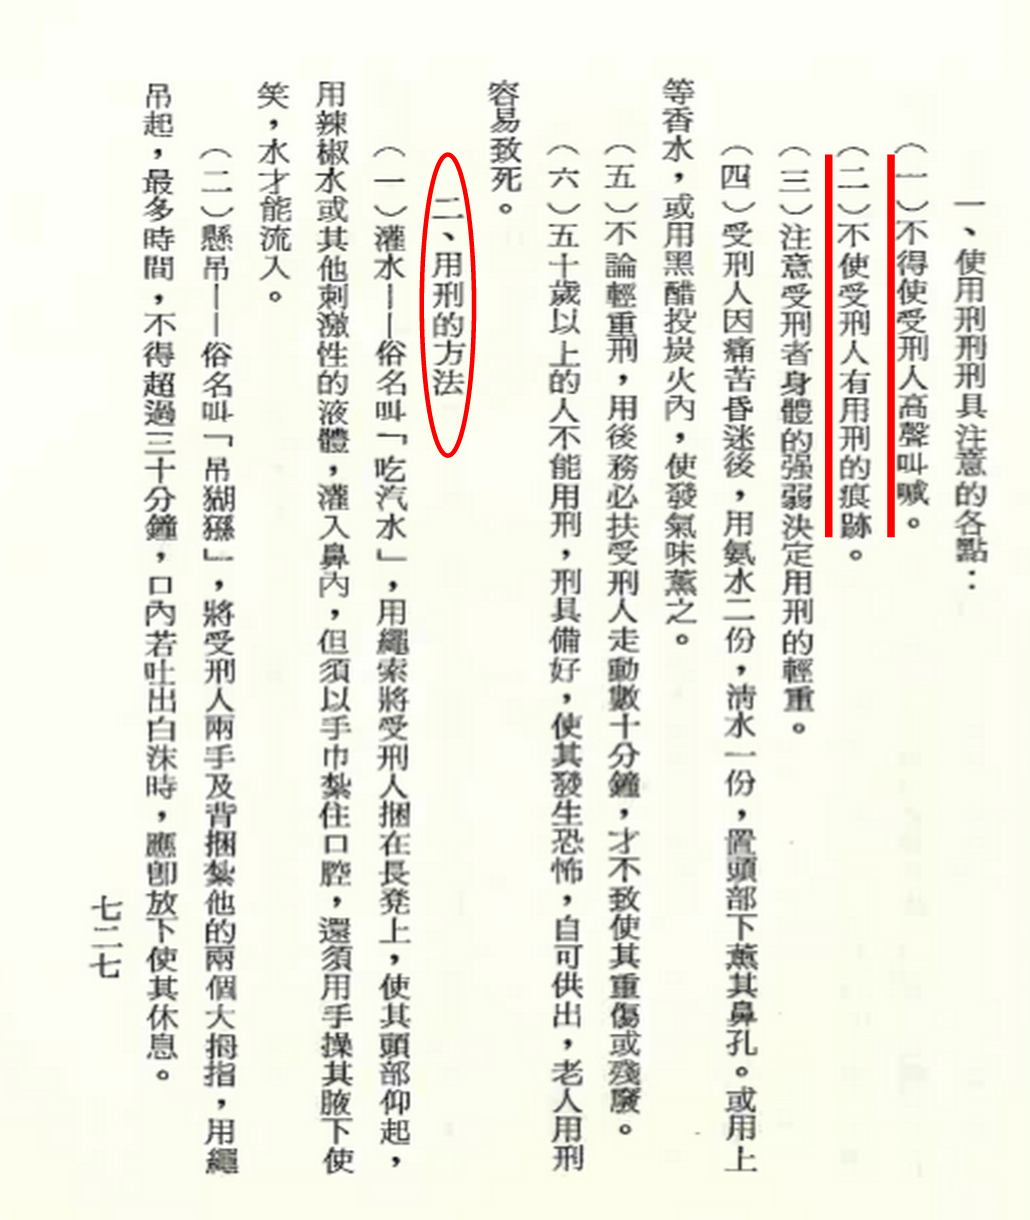 一、使用刑刑刑具注意的各點：
（一）不得使受刑人高聲叫喊。
（二）不使受刑人有用刑的痕跡。
（三）注意受刑者身體的强弱決定用刑的輕重。
（四）受刑人因痛苦昏迷後，用氨水二份，清水一份，置頭部下薰其鼻孔。或用上
等香水，或用黑醋投炭火內，使發氣味薰之。
（五）不論輕重刑，用後務必扶受刑人走動數十分鐘，才不致使其重傷或殘廢。
（六）五十歲以上的人不能用刑，刑具備好，使其發生恐怖，自可供出，老人用刑
容易致死。
二、用刑的方法
（一）灌水——俗名叫「吃汽水」，用繩索將受刑人捆在長凳上，使其頭部仰起，
用辣椒水或其他刺激性的液體，灌入鼻內，但須以手巾紮住口腔，還須用手操其腋下使
笑，水才能流入。
（二）懸吊——俗名叫「吊猢猻」，將受刑人兩手及背捆紮他的兩個大拇指，用繩
吊起，最多時間，不得超過三十分鐘，口內若吐出白沫時，應卽放下使其休息。
七二七